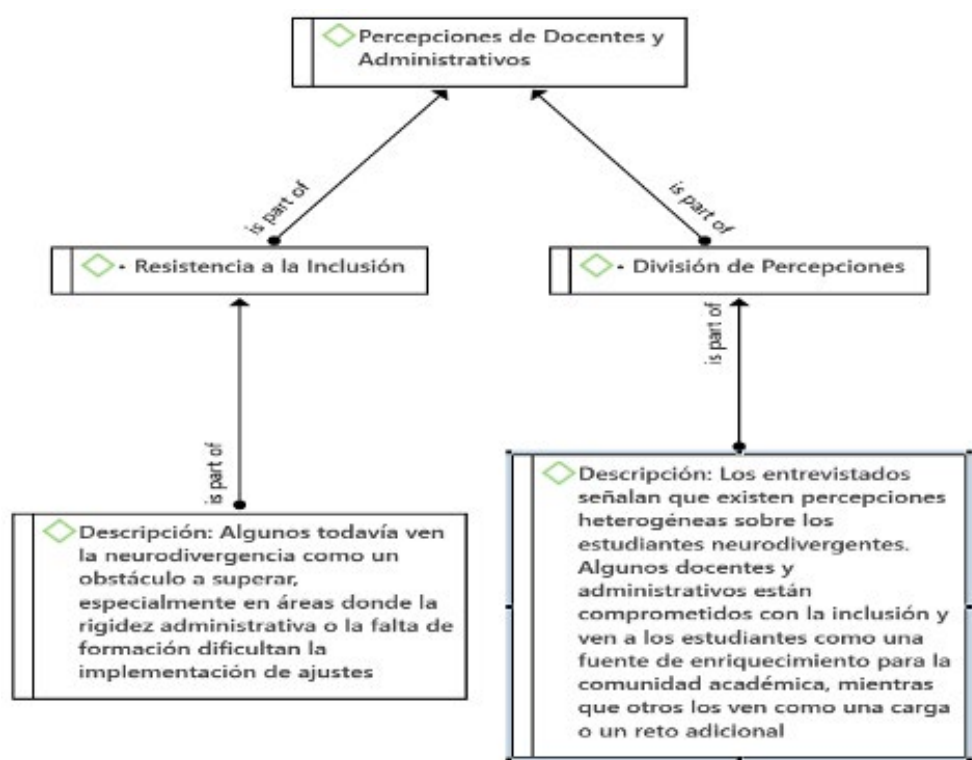 Percepciones de Docentes y
Administrativos
is part of
is part of
- Resistencia a la Inclusión
- División de Percepciones
is part of
is part of
Descripción: Algunos todavía ven
la neurodivergencia como un
obstáculo a superar,
especialmente en áreas donde la
rigidez administrativa o la falta de
formación dificultan la
implementación de ajustes
Descripción: Los entrevistados
señalan que existen percepciones
heterogéneas sobre los
estudiantes neurodivergentes.
Algunos docentes y
administrativos están
comprometidos con la inclusión y
ven a los estudiantes como una
fuente de enriquecimiento para la
comunidad académica, mientras
que otros los ven como una carga
o un reto adicional